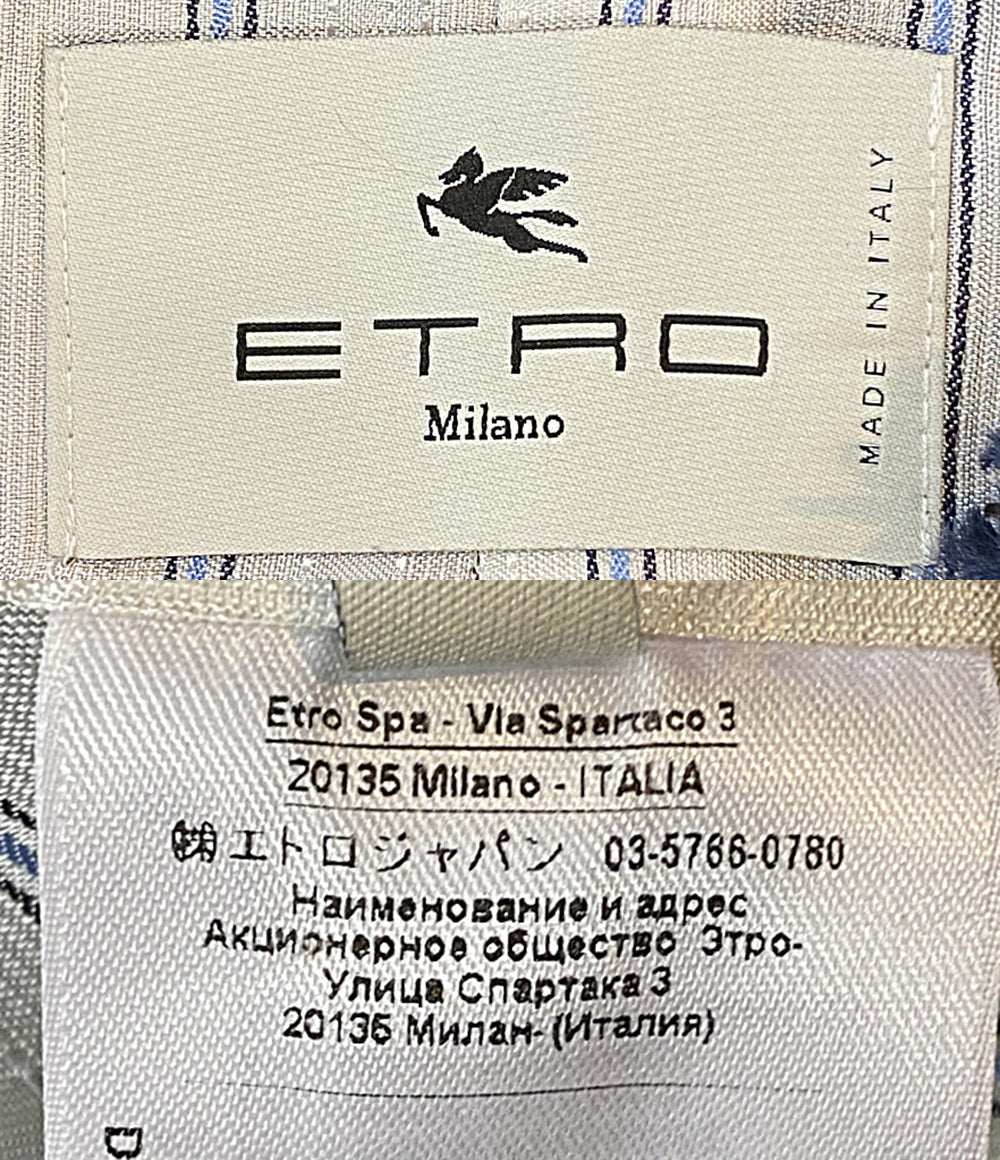 ETRO
Milano
MADE IN ITALY
Etro Spa - Via Spartaco 3
20135 Milano - ITALIA
㈱エトロジャパン 03-5766-0780
Наименование и адрес
Акционерное общество Этро-
Улица Спартака 3
20135 Милан- (Италия)